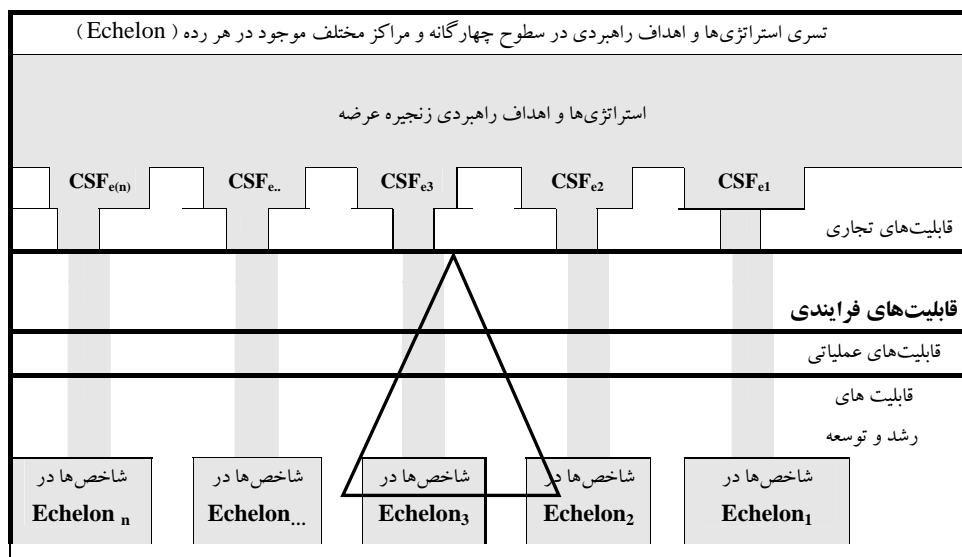 تسری استراتژی‌ها و اهداف راهبردی در سطوح چهارگانه و مراکز مختلف موجود در هر رده ( Echelon )
استراتژی‌ها و اهداف راهبردی زنجیره عرضه
CSFe1
CSFe2
CSFe3
CSFe..
CSFe(n)
قابلیت‌های تجاری
قابلیت‌های فرایندی
قابلیت‌های عملیاتی
قابلیت های
رشد و توسعه
شاخص‌ها در
Echelon1
شاخص‌ها در
Echelon2
شاخص‌ها در
Echelon3
شاخص‌ها در
Echelon...
شاخص‌ها در
Echelon n